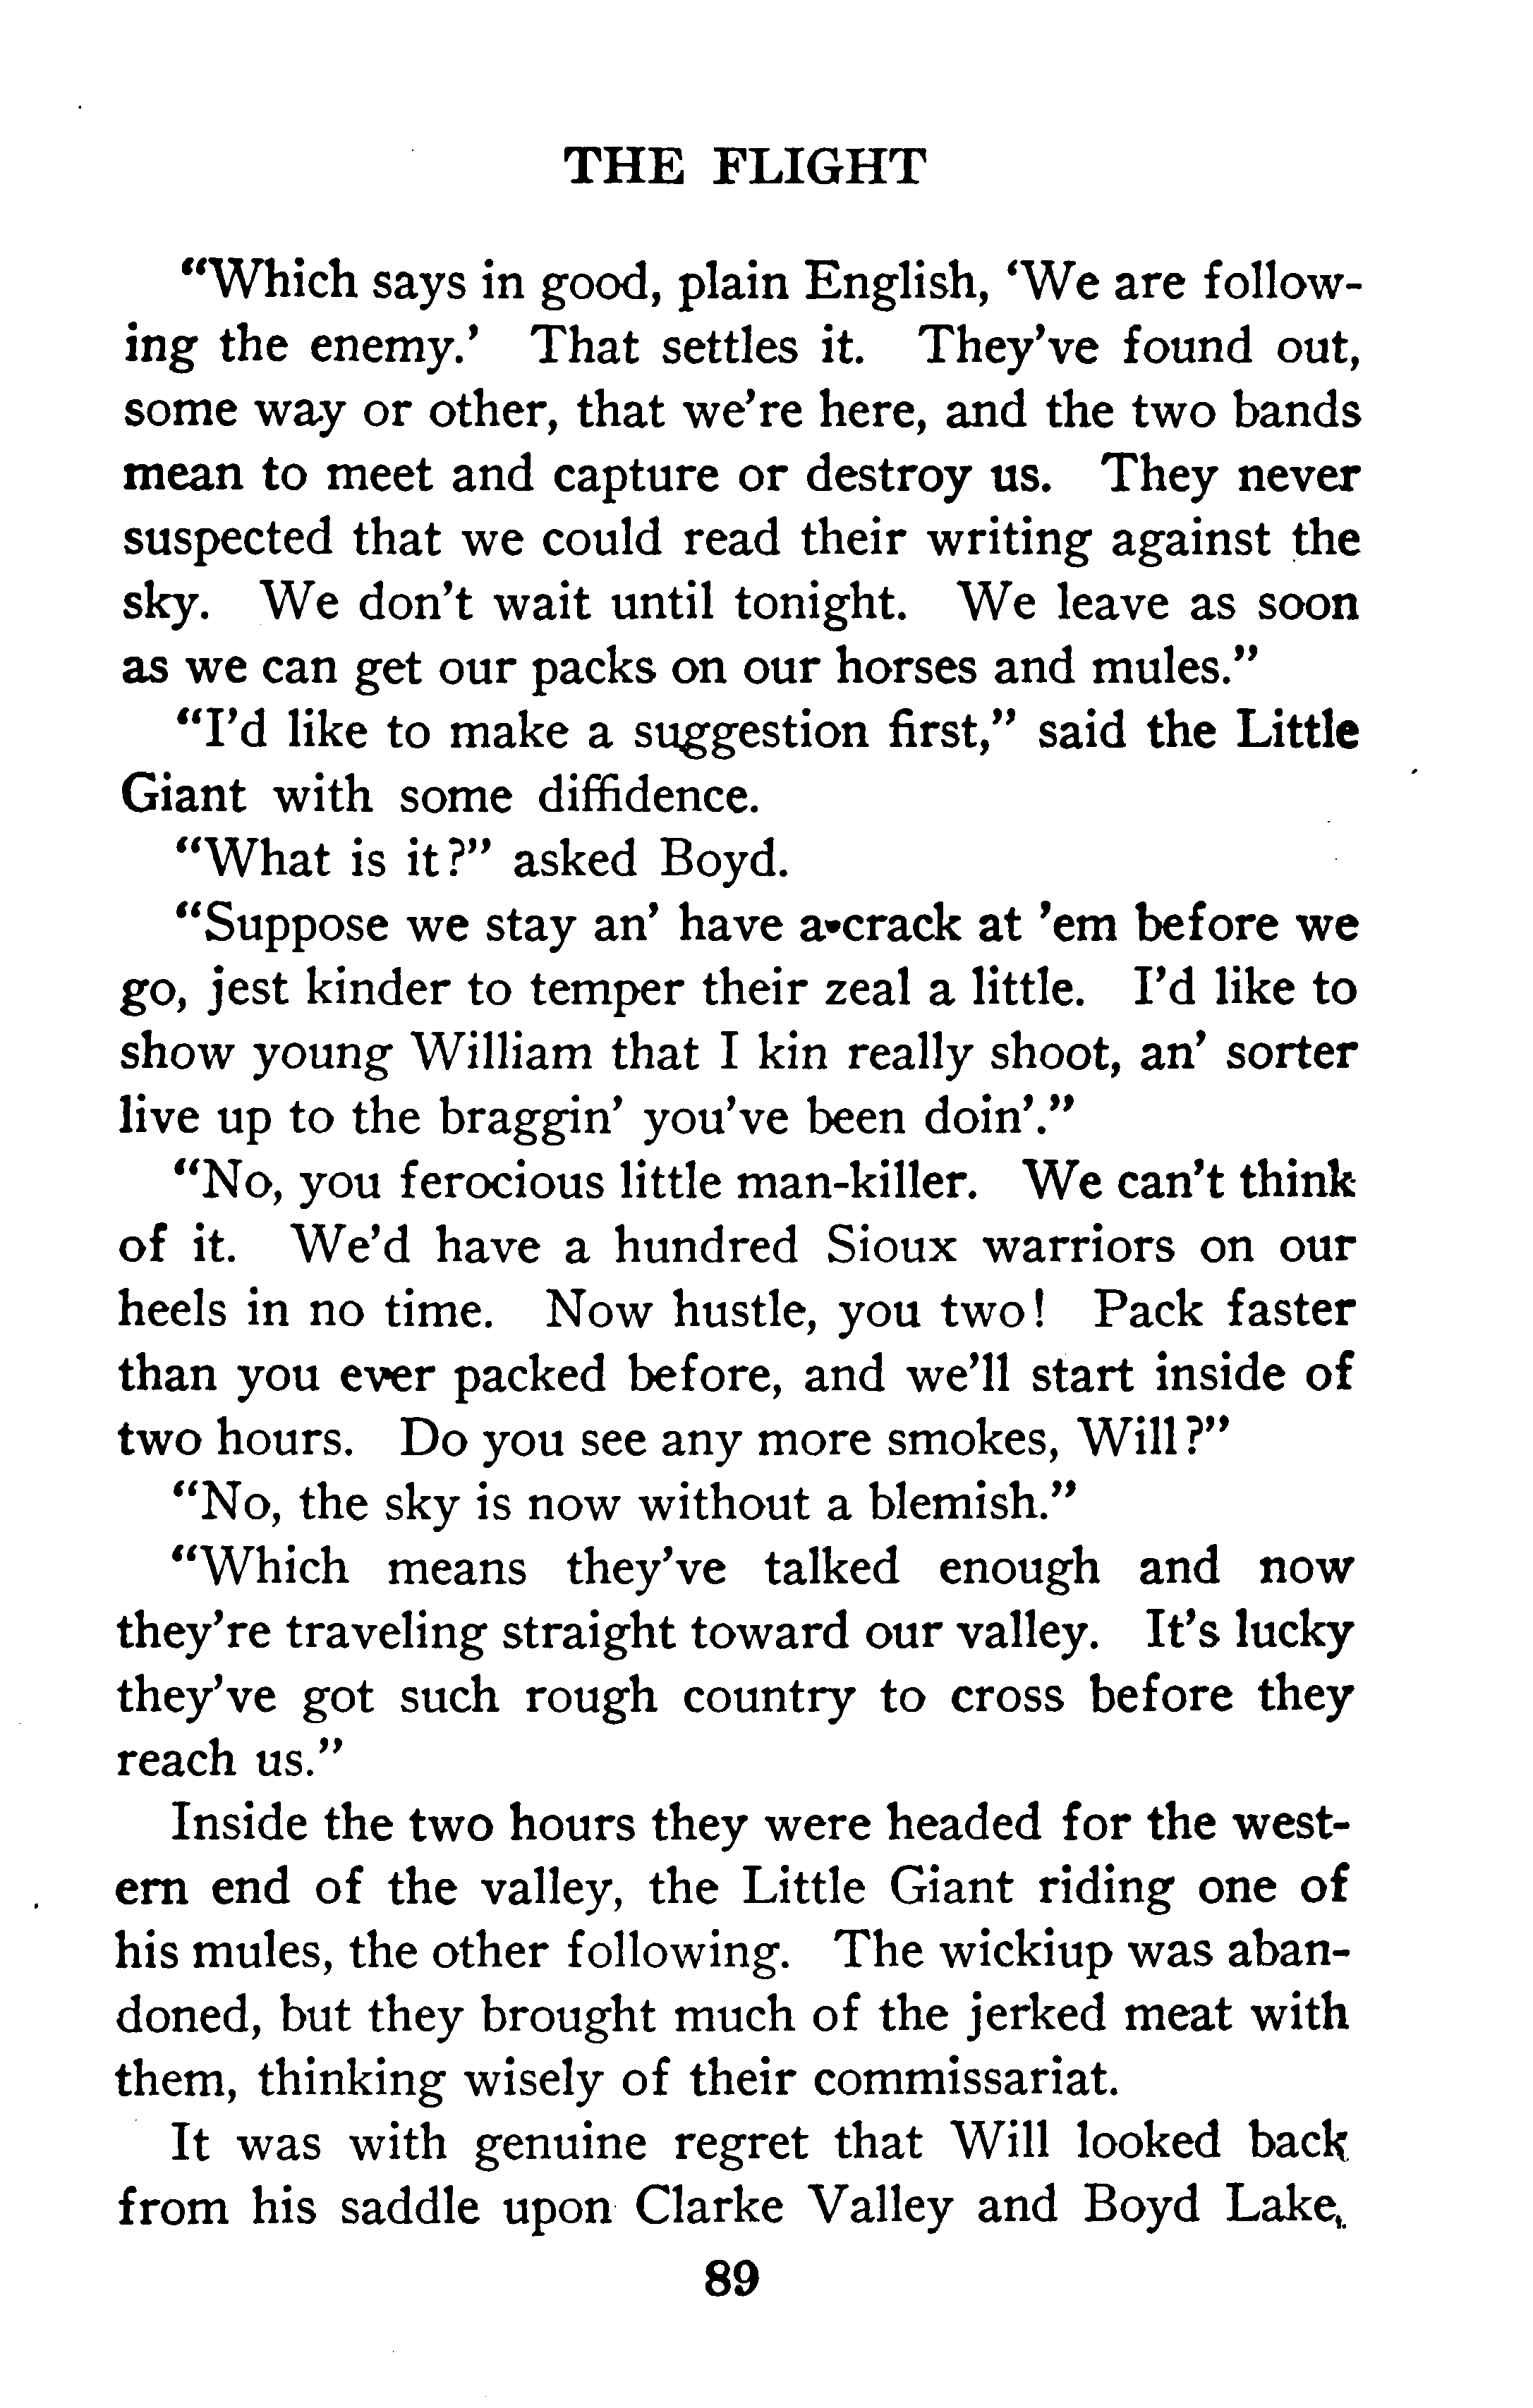 THE FLIGHT
“Which says in good, plain English, ‘We are follow-
ing the enemy.’ That settles it. They’ve found out,
some way or other, that we’re here, and the two bands
mean to meet and capture or destroy us. They never
suspected that we could read their writing against the
sky. We don’t wait until tonight. We leave as soon
as we can get our packs on our horses and mules.”
“I’d like to make a suggestion first,” said the Little
Giant with some diffidence.
“What is it?” asked Boyd.
“Suppose we stay an’ have a crack at ’em before we
go, jest kinder to temper their zeal a little. I’d like to
show young William that I kin really shoot, an’ sorter
live up to the braggin’ you’ve been doin’.”
“No, you ferocious little man-killer. We can’t think
of it. We’d have a hundred Sioux warriors on our
heels in no time. Now hustle, you two! Pack faster
than you ever packed before, and we’ll start inside of
two hours. Do you see any more smokes, Will?”
“No, the sky is now without a blemish.”
“Which means they’ve talked enough and now
they’re traveling straight toward our valley. It’s lucky
they’ve got such rough country to cross before they
reach us.”
Inside the two hours they were headed for the west-
ern end of the valley, the Little Giant riding one of
his mules, the other following. The wickiup was aban-
doned, but they brought much of the jerked meat with
them, thinking wisely of their commissariat.
It was with genuine regret that Will looked back
from his saddle upon Clarke Valley and Boyd Lake,
89